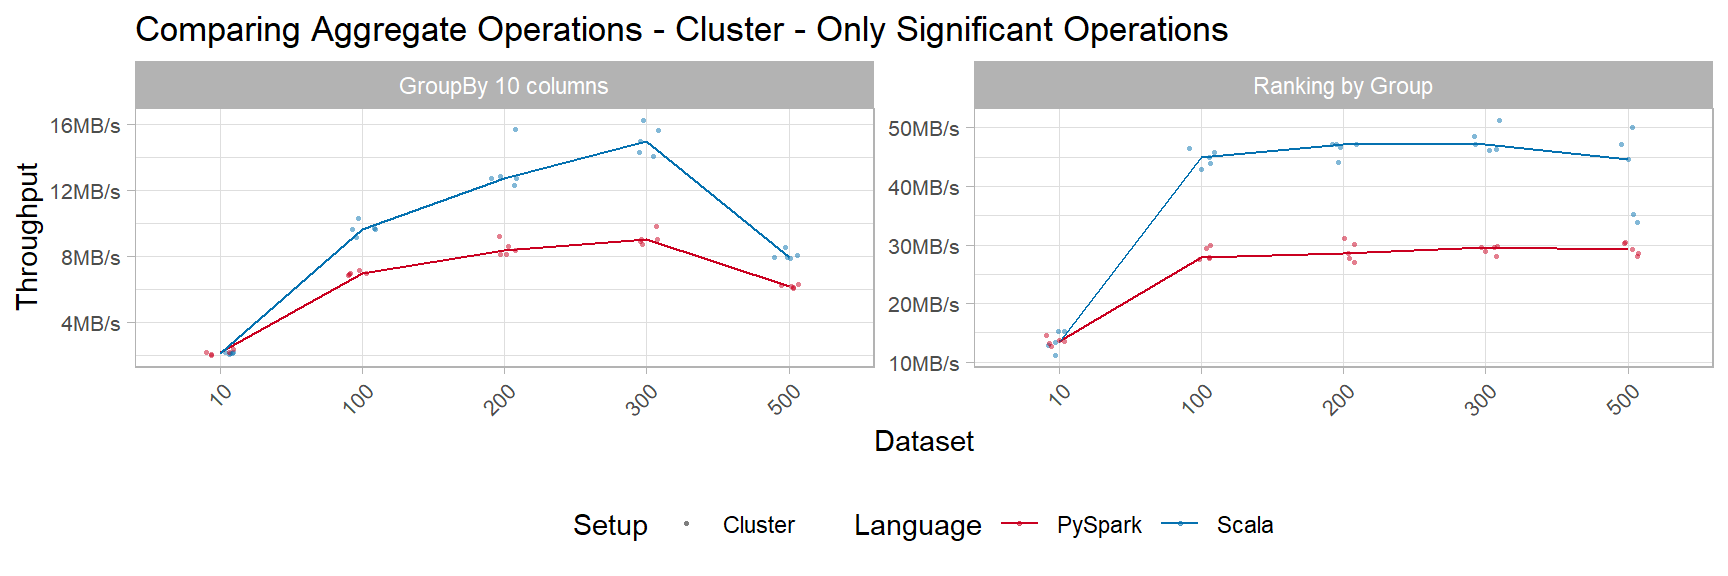 Comparing Aggregate Operations - Cluster - Only Significant Operations
GroupBy 10 columns
Ranking by Group
Throughput
16MB/s
12MB/s
8MB/s
4MB/s
50MB/s
40MB/s
30MB/s
20MB/s
10MB/s
10 100 200 300 500
10 100 200 300 500
Dataset
Setup Cluster Language PySpark Scala